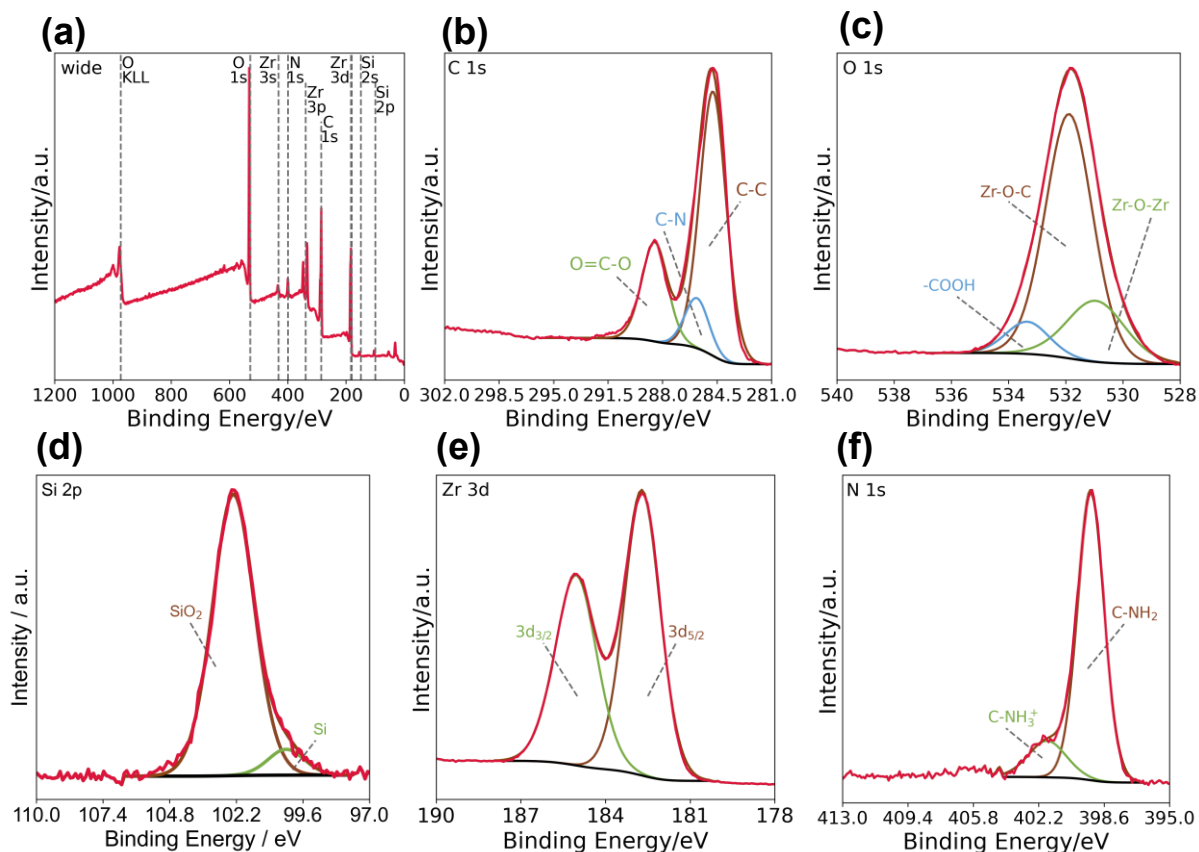 (a)
wide
O
KLL
O
1s
Zr
3s
N
1s
Zr
3p
C
1s
Zr
3d
Si
2s
Si
2p
Intensity/a.u.
1200 1000 800 600 400 200 0
Binding Energy/eV
(b)
C 1s
C-C
C-N
O=C-O
Intensity/a.u.
302.0 298.5 295.0 291.5 288.0 284.5 281.0
Binding Energy/eV
(c)
O 1s
Zr-O-C
Zr-O-Zr
-COOH
Intensity/a.u.
540 538 535 532 530 528
Binding Energy/eV
(d)
Si 2p
SiO₂
Si
Intensity / a.u.
110.0 107.4 104.8 102.2 99.6 97.0
Binding Energy / eV
(e)
Zr 3d
3d₃/₂
3d₅/₂
Intensity/a.u.
190 187 184 181 178
Binding Energy/eV
(f)
N 1s
C-NH₂
C-NH₃⁺
Intensity/a.u.
413.0 409.4 405.8 402.2 398.6 395.0
Binding Energy/eV